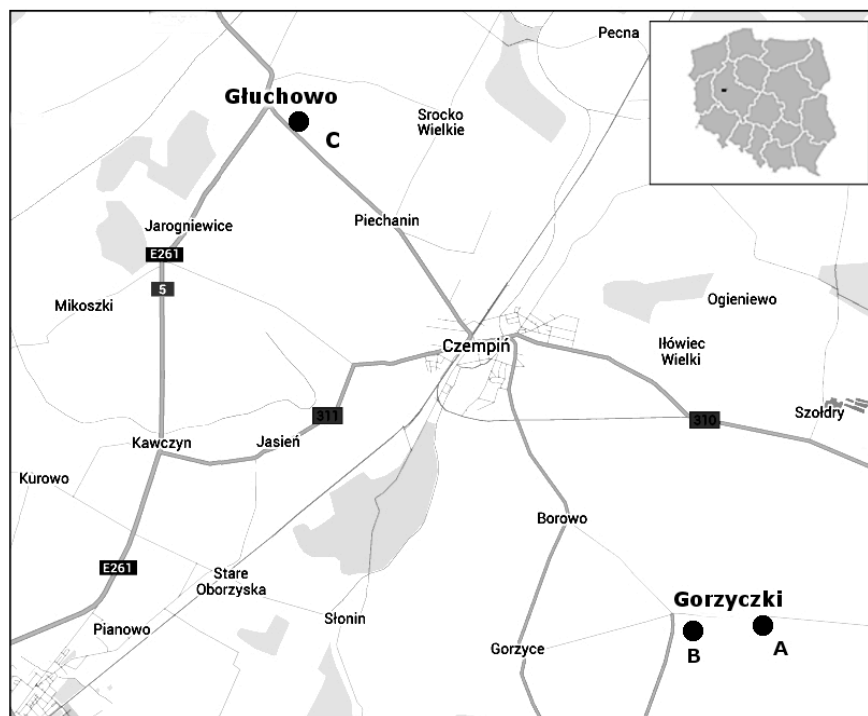 Pecna
Głuchowo
C
Srocko
Wielkie
Jarogniewice
Piechanin
E261
5
Mikoszki
Ogieniewo
Czempiń
Iłówiec
Wielki
311
310
Szołdry
Kawczyn
Jasień
Kurowo
Borowo
E261
Stare
Oborzyska
Gorzyczki
Słonin
Pianowo
Gorzyce
B
A